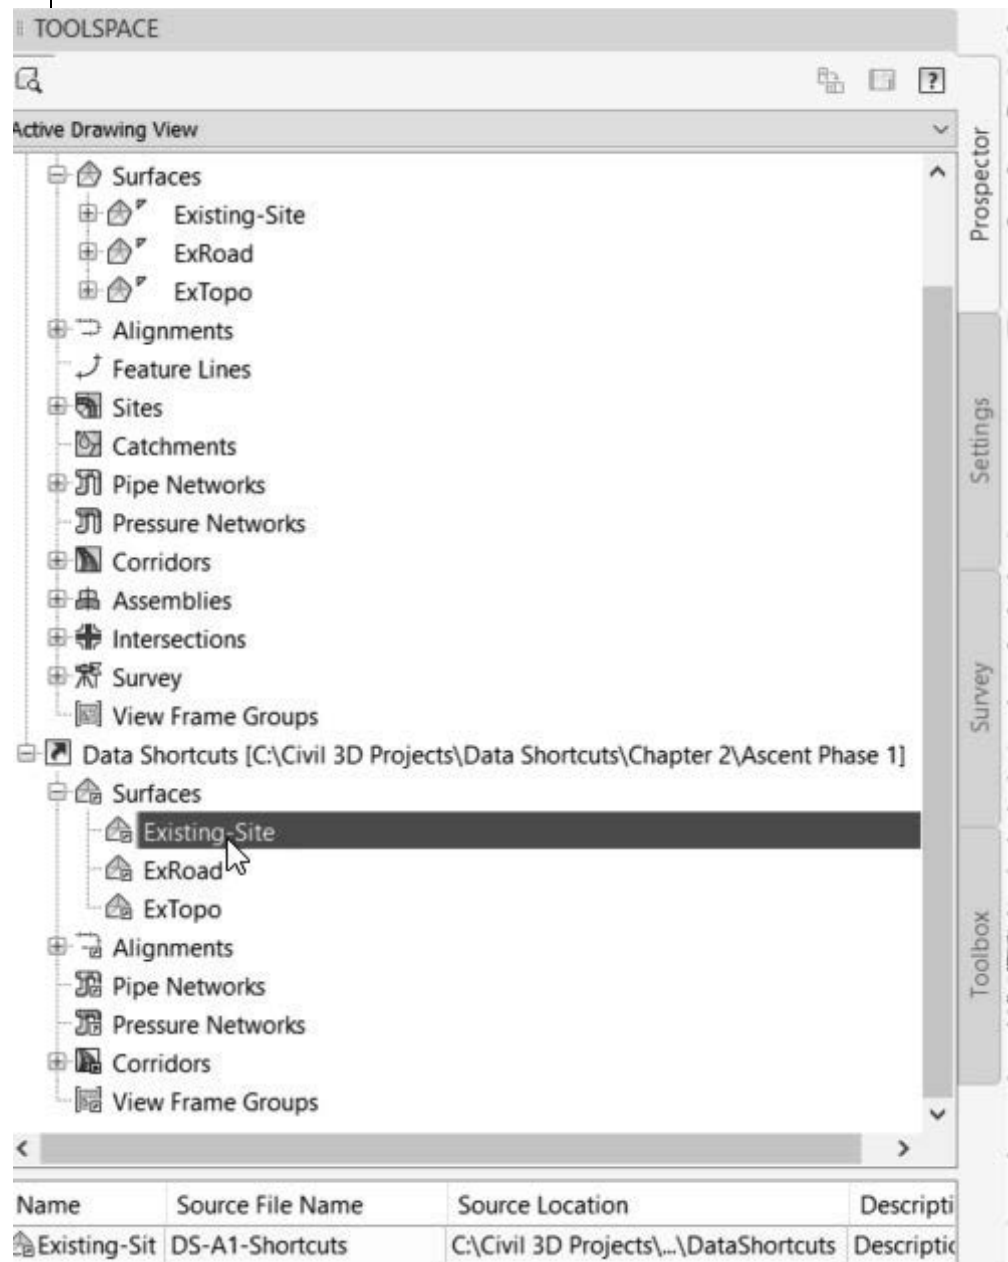 TOOLSPACE
?
Active Drawing View
Surfaces
Existing-Site
ExRoad
ExTopo
Alignments
Feature Lines
Sites
Catchments
Pipe Networks
Pressure Networks
Corridors
Assemblies
Intersections
Survey
View Frame Groups
Data Shortcuts [C:\Civil 3D Projects\Data Shortcuts\Chapter 2\Ascent Phase 1]
Surfaces
Existing-Site
ExRoad
ExTopo
Alignments
Pipe Networks
Pressure Networks
Corridors
View Frame Groups
Name Source File Name Source Location Descripti
Existing-Sit DS-A1-Shortcuts C:\Civil 3D Projects\...\DataShortcuts Descriptic
Prospector
Settings
Survey
Toolbox